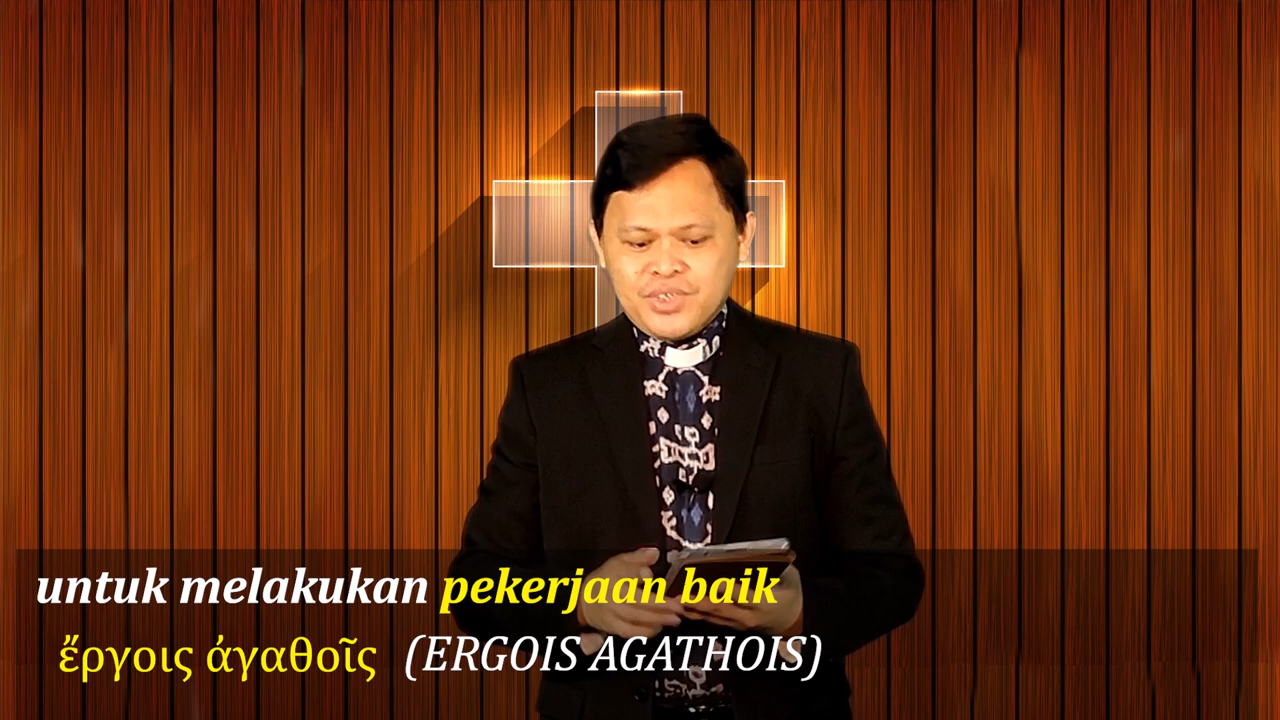 untuk melakukan pekerjaan baik
ἔργοις ἀγαθοῖς (ERGOIS AGATHOIS)